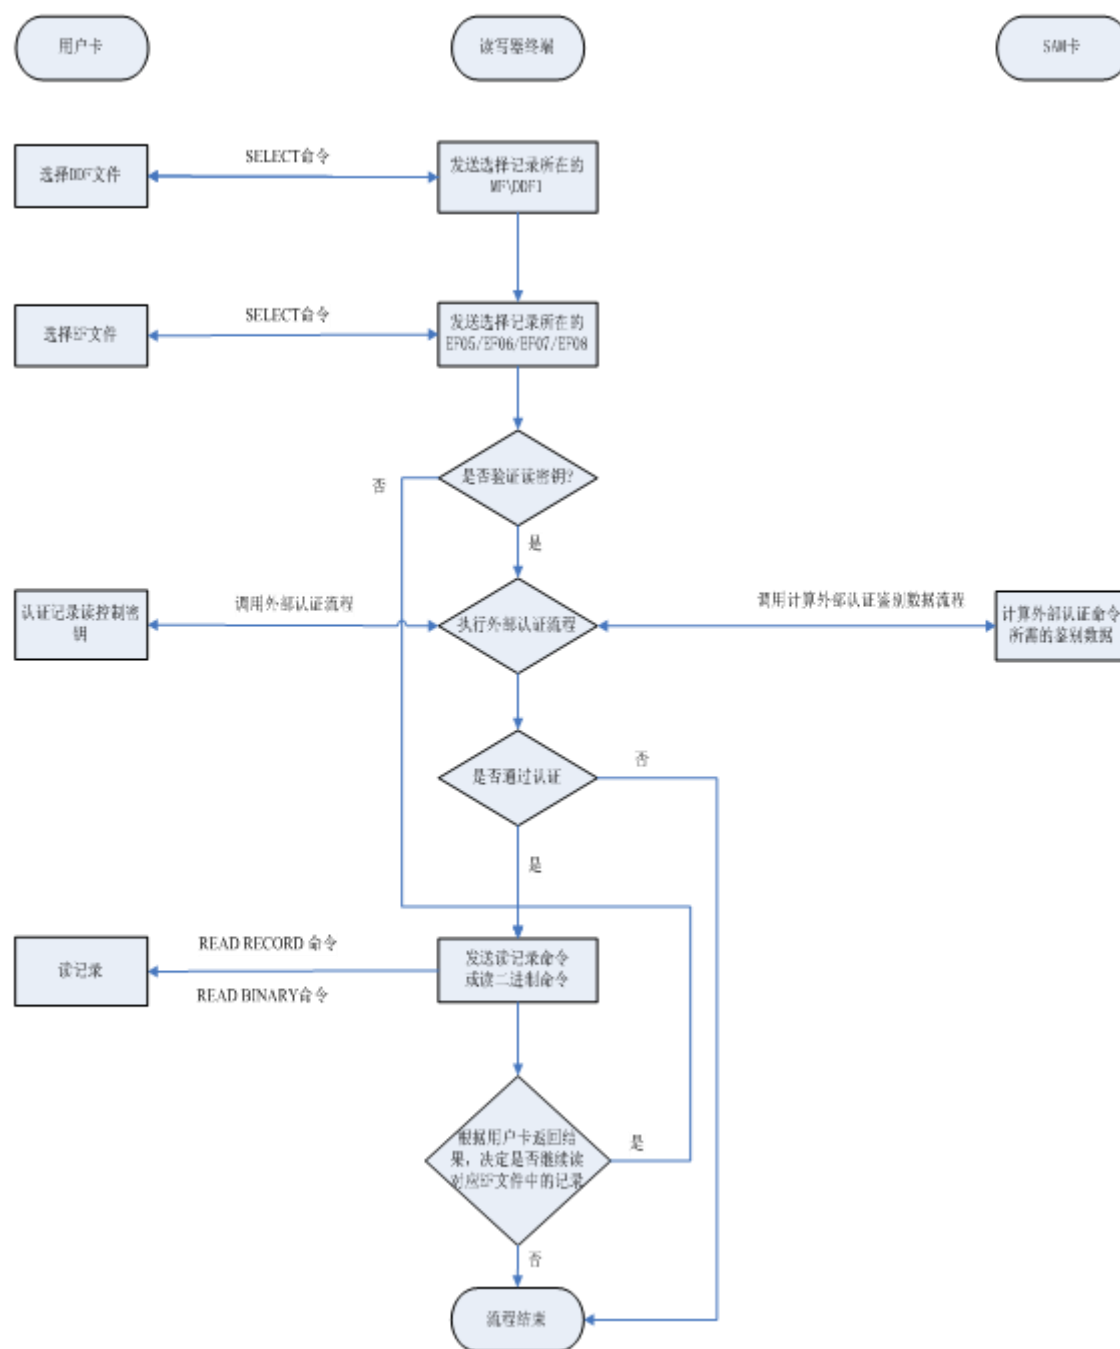 用户卡
读写器终端
SAM卡
SELECT命令
选择DDF文件
发送选择记录所在的
MF\DDF1
SELECT命令
选择EF文件
发送选择记录所在的
EF05/EF06/EF07/EF08
是否验证读密钥?
否
是
认证记录读控制密
钥
调用外部认证流程
执行外部认证流程
调用计算外部认证鉴别数据流程
计算外部认证命令
所需的鉴别数据
是否通过认证
否
是
READ RECORD 命令
读记录
READ BINARY命令
发送读记录命令
或读二进制命令
根据用户卡返回结
果，决定是否继续读
对应EF文件中的记录
是
否
流程结束